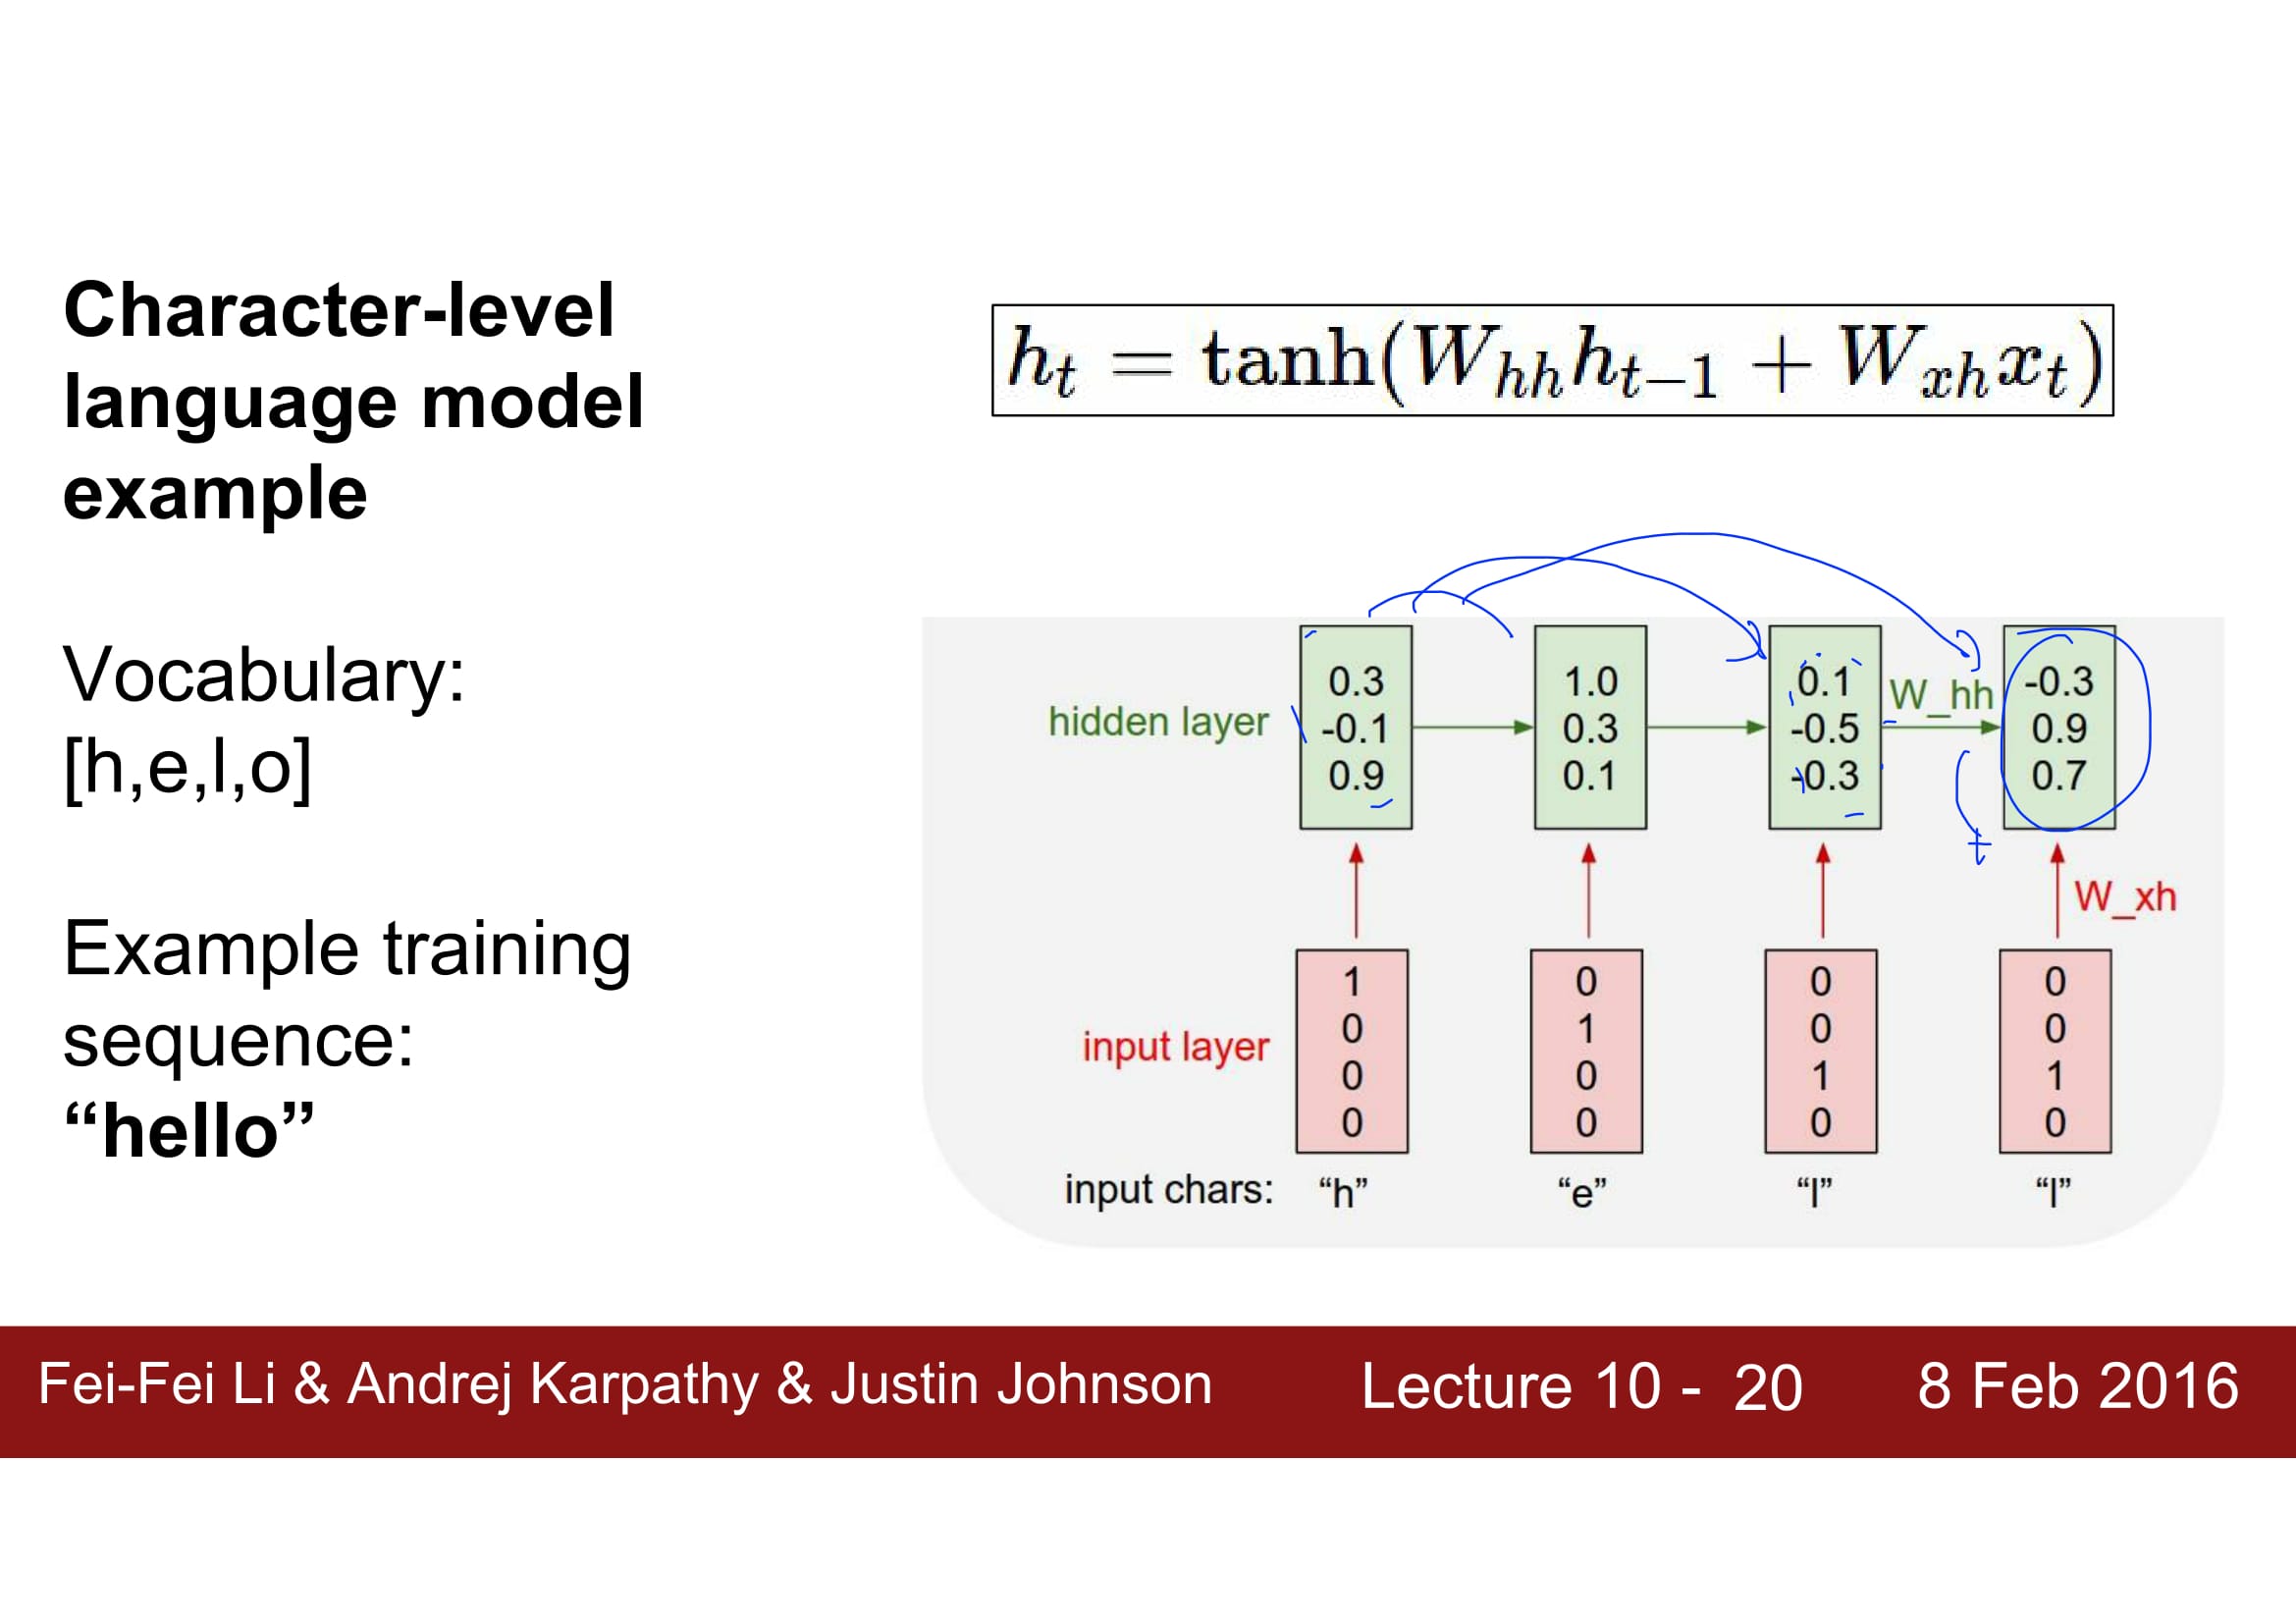 Character-level
language model
example
Vocabulary:
[h,e,l,o]
Example training
sequence:
“hello”
h_t = tanh(W_{hh}h_{t-1} + W_{xh}x_t)
hidden layer
0.3
-0.1
0.9
1.0
0.3
0.1
0.1
-0.5
-0.3
W_hh
-0.3
0.9
0.7
t
W_xh
input layer
1
0
0
0
0
1
0
0
0
0
1
0
0
0
1
0
input chars: “h” “e” “l” “l”
Fei-Fei Li & Andrej Karpathy & Justin Johnson Lecture 10 - 20 8 Feb 2016